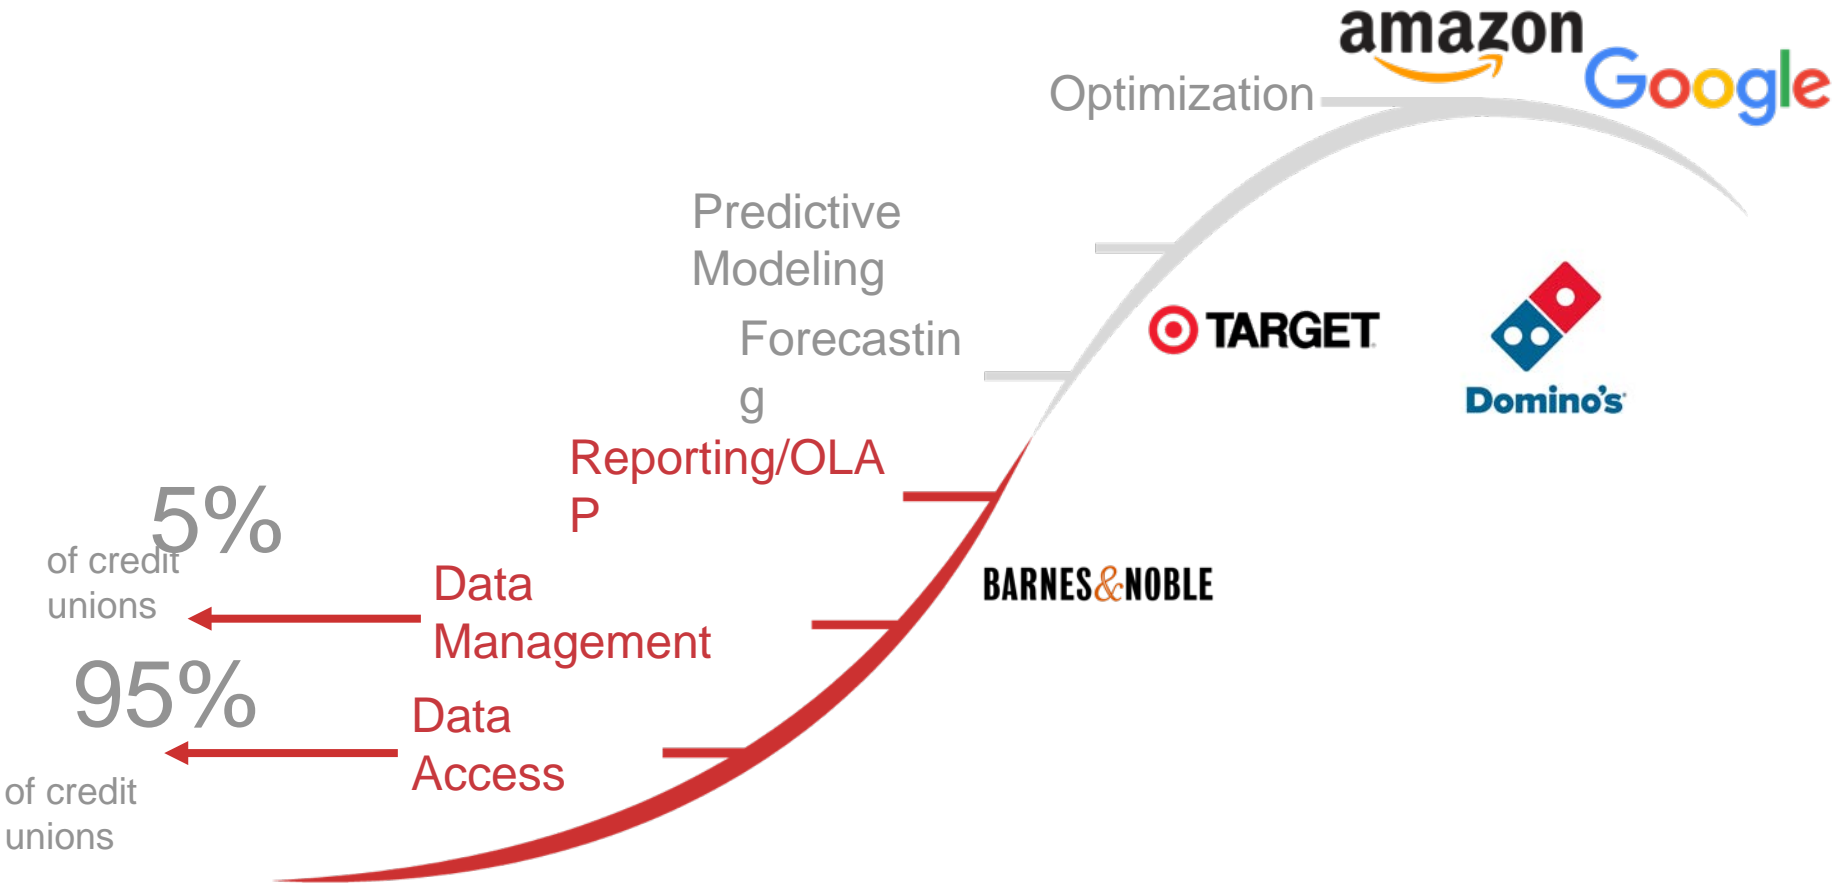 amazon
Google
Optimization
Predictive
Modeling
TARGET
Forecastin
g
Domino's
Reporting/OLA
P
5%
of credit
unions
Data
Management
BARNES&NOBLE
95%
of credit
unions
Data
Access